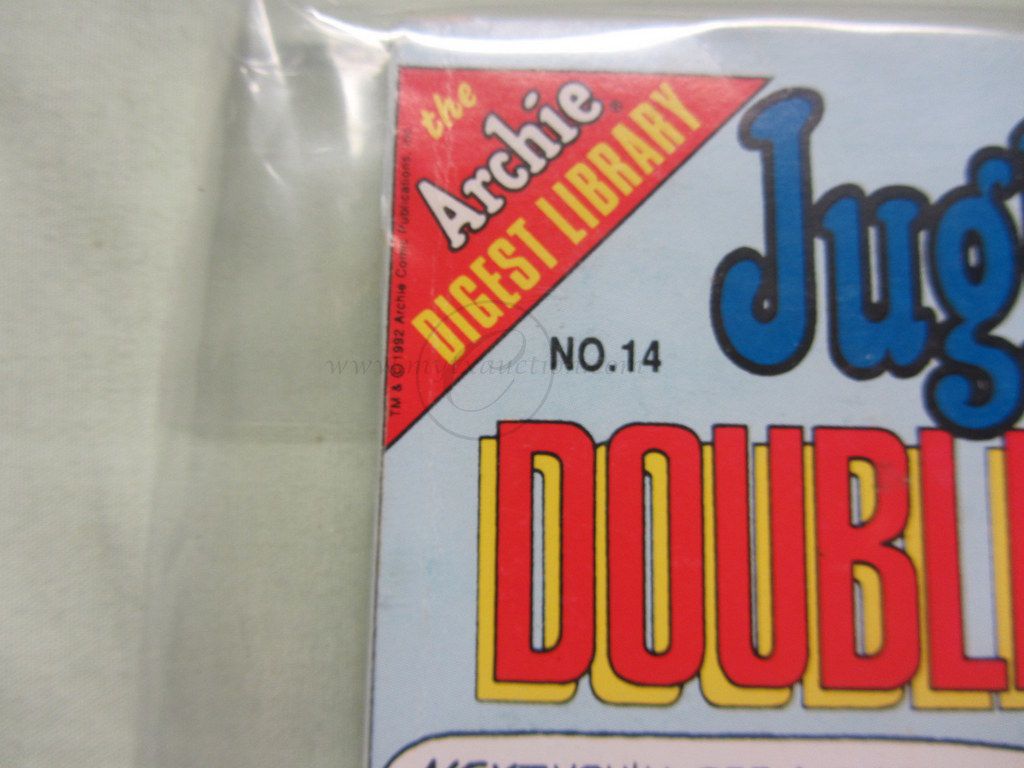 the
Archie
DIGEST LIBRARY
TM & © 1992 Archie Comic Publications, Inc.
NO. 14
Jug
DOUBL